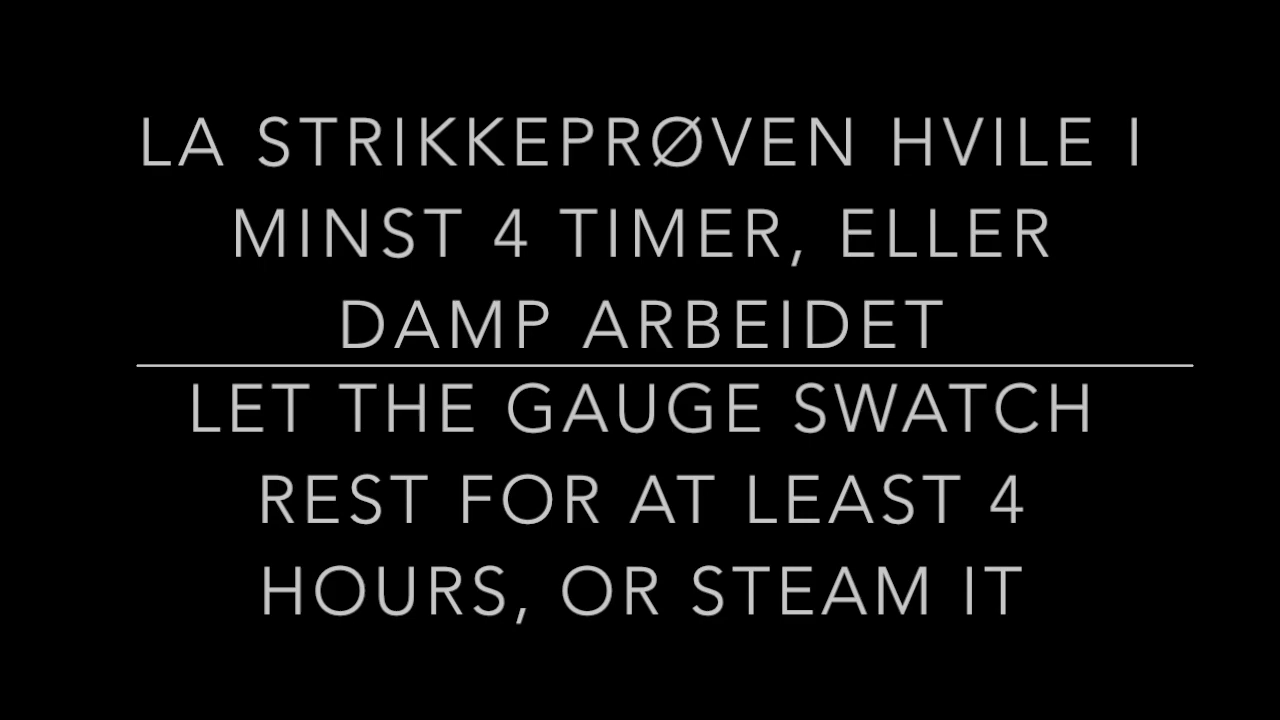 LA STRIKKEPRØVEN HVILE I
MINST 4 TIMER, ELLER
DAMP ARBEIDET
LET THE GAUGE SWATCH
REST FOR AT LEAST 4
HOURS, OR STEAM IT